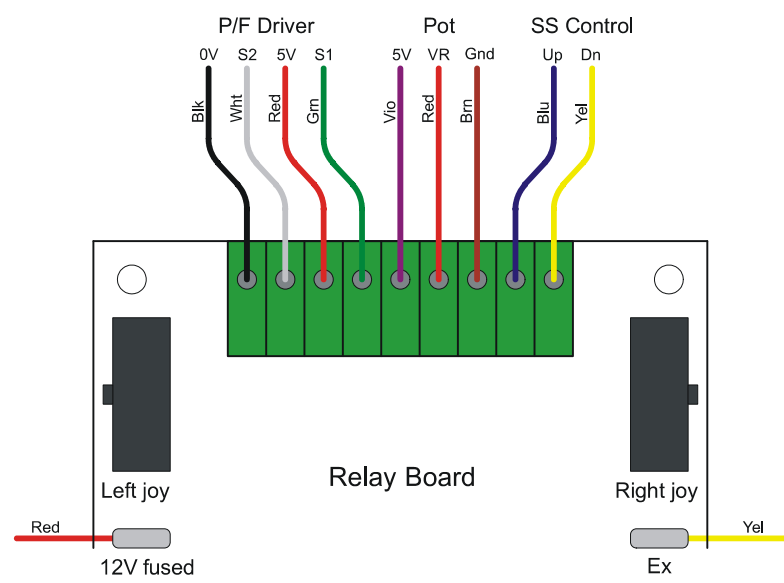 P/F Driver Pot SS Control
0V S2 5V S1 5V VR Gnd Up Dn
Blk Wht Red Grn Vio Red Brn Blu Yel
Relay Board
Left joy Right joy
Red Yel
12V fused Ex